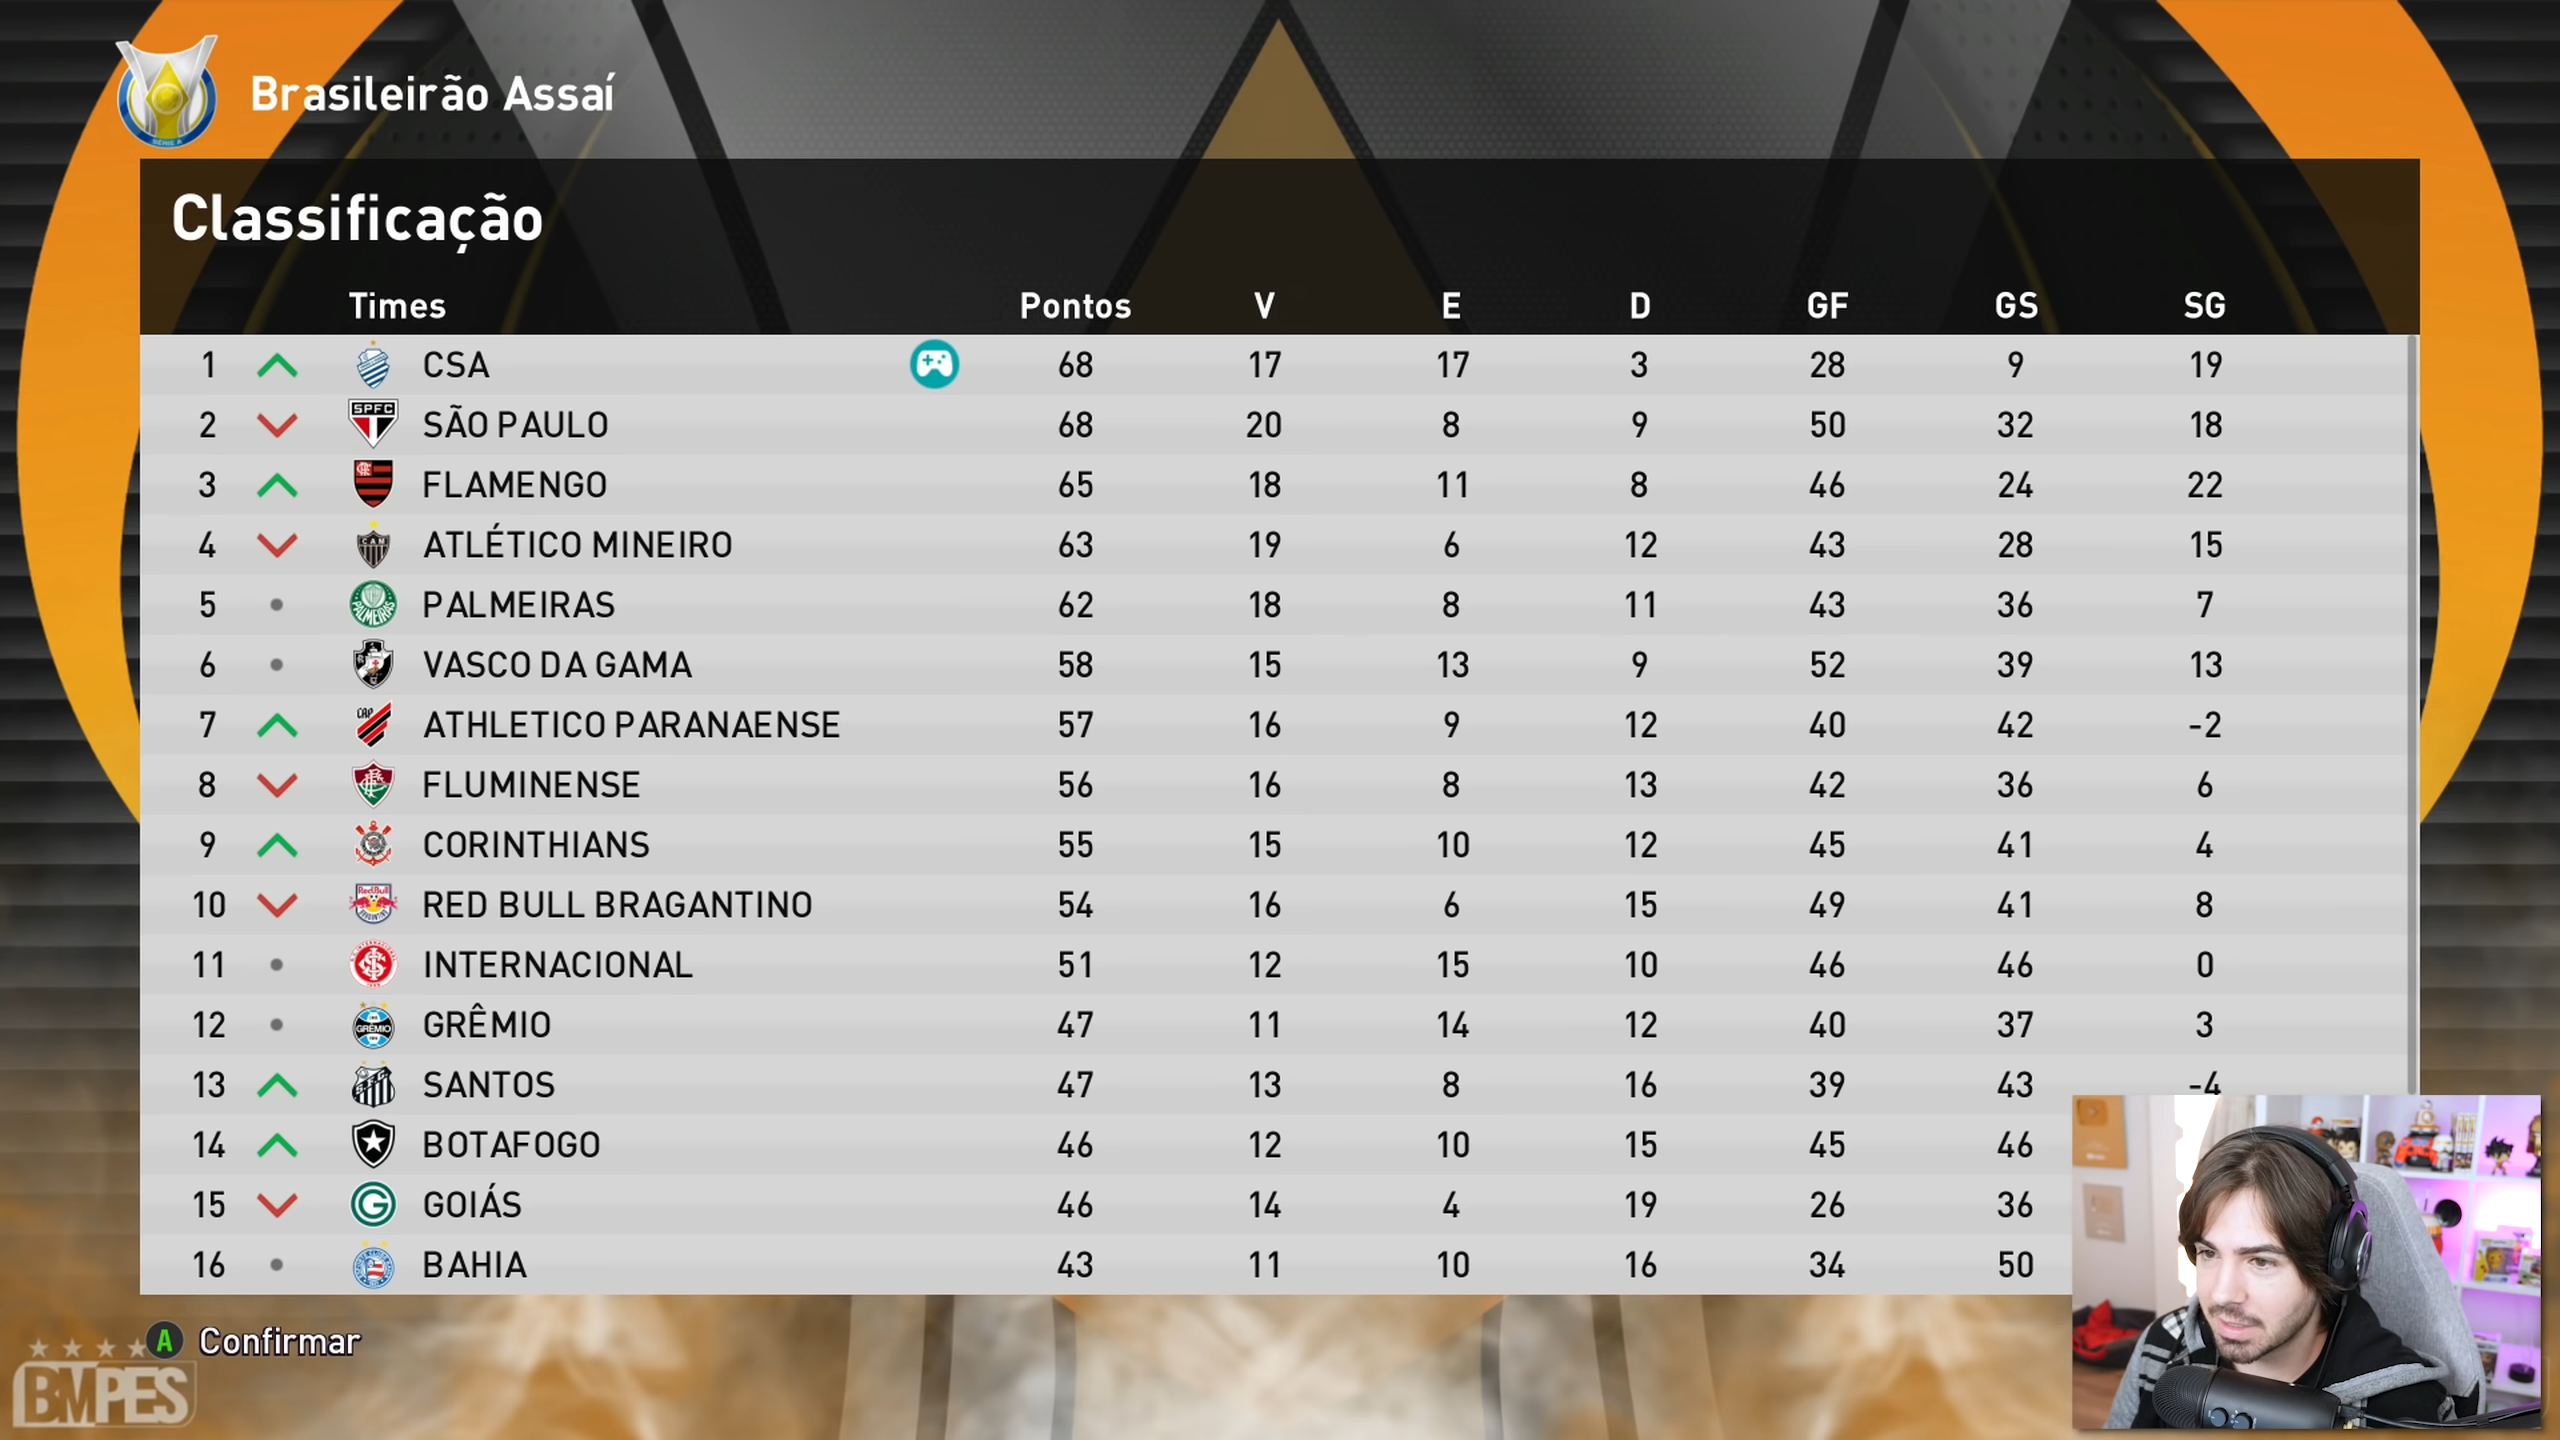 Brasileirão Assaí
Classificação
Times Pontos V E D GF GS SG
1 CSA 68 17 17 3 28 9 19
2 SÃO PAULO 68 20 8 9 50 32 18
3 FLAMENGO 65 18 11 8 46 24 22
4 ATLÉTICO MINEIRO 63 19 6 12 43 28 15
5 PALMEIRAS 62 18 8 11 43 36 7
6 VASCO DA GAMA 58 15 13 9 52 39 13
7 ATHLETICO PARANAENSE 57 16 9 12 40 42 -2
8 FLUMINENSE 56 16 8 13 42 36 6
9 CORINTHIANS 55 15 10 12 45 41 4
10 RED BULL BRAGANTINO 54 16 6 15 49 41 8
11 INTERNACIONAL 51 12 15 10 46 46 0
12 GRÊMIO 47 11 14 12 40 37 3
13 SANTOS 47 13 8 16 39 43 -4
14 BOTAFOGO 46 12 10 15 45 46
15 GOIÁS 46 14 4 19 26 36
16 BAHIA 43 11 10 16 34 50
A Confirmar
BMPES